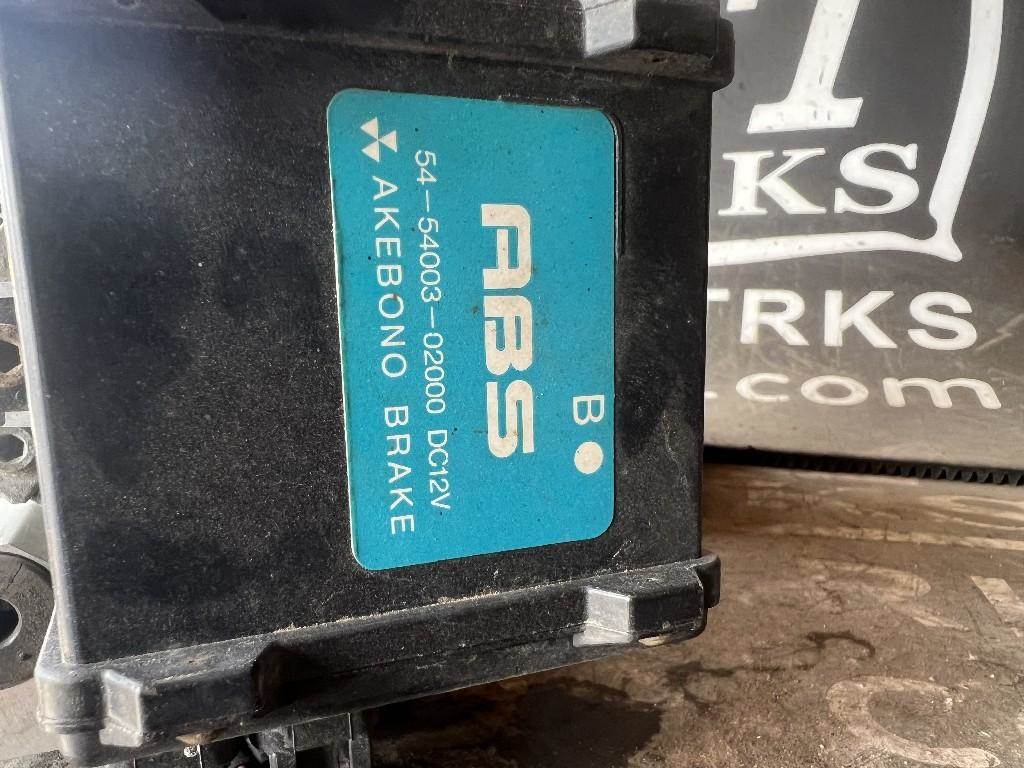 B
ABS
54-54003-02000 DC12V
AKEBONO BRAKE
KS
TRKS
.com